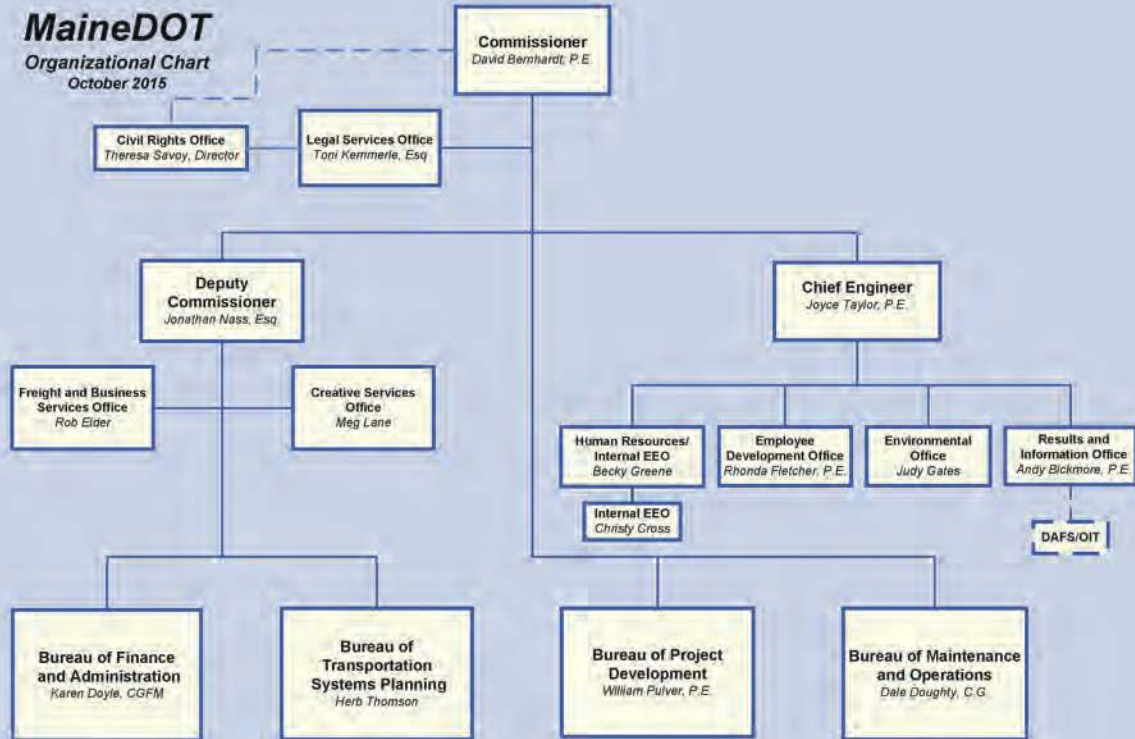 MaineDOT
Organizational Chart
October 2015
Commissioner
David Bernhardt, P.E.
Civil Rights Office
Theresa Savoy, Director
Legal Services Office
Toni Kemmerle, Esq
Deputy
Commissioner
Jonathan Nass, Esq.
Chief Engineer
Joyce Taylor, P.E.
Freight and Business
Services Office
Rob Elder
Creative Services
Office
Meg Lane
Human Resources/
Internal EEO
Becky Greene
Employee
Development Office
Rhonda Fletcher, P.E.
Environmental
Office
Judy Gates
Results and
Information Office
Andy Bickmore, P.E.
Internal EEO
Christy Cross
DAFS/OIT
Bureau of Finance
and Administration
Karen Doyle, CGFM
Bureau of
Transportation
Systems Planning
Herb Thomson
Bureau of Project
Development
William Pulver, P.E.
Bureau of Maintenance
and Operations
Dale Doughty, C.G.